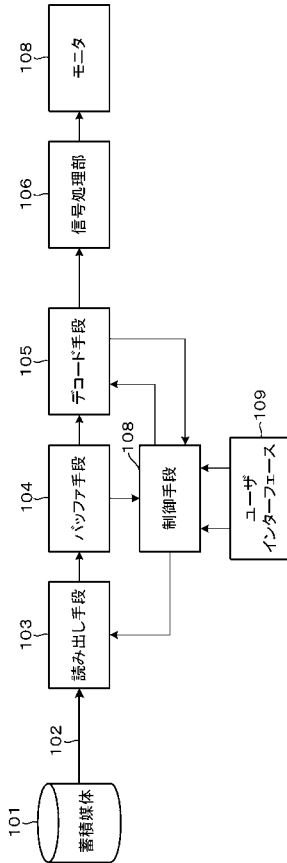 101
蓄積媒体
102
103
読み出し手段
104
バッファ手段
105
デコード手段
106
信号処理部
108
モニタ
108
制御手段
109
ユーザ
インターフェース